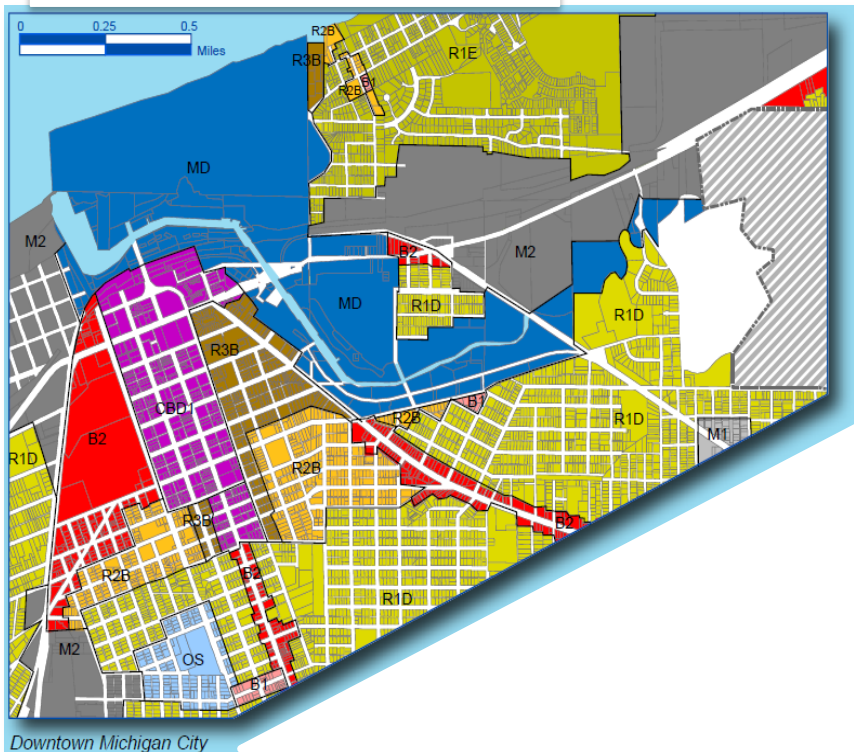 0 0.25 0.5
Miles
R2B
R3B
R1E
B1
R2B
MD
M2
B2
M2
MD
R1D
R1D
R3B
CBD1
B1
R2B
R1D
B2
M1
R1D
R2B
R3B
B2
B2
R2B
R1D
M2
OS
B1
Downtown Michigan City